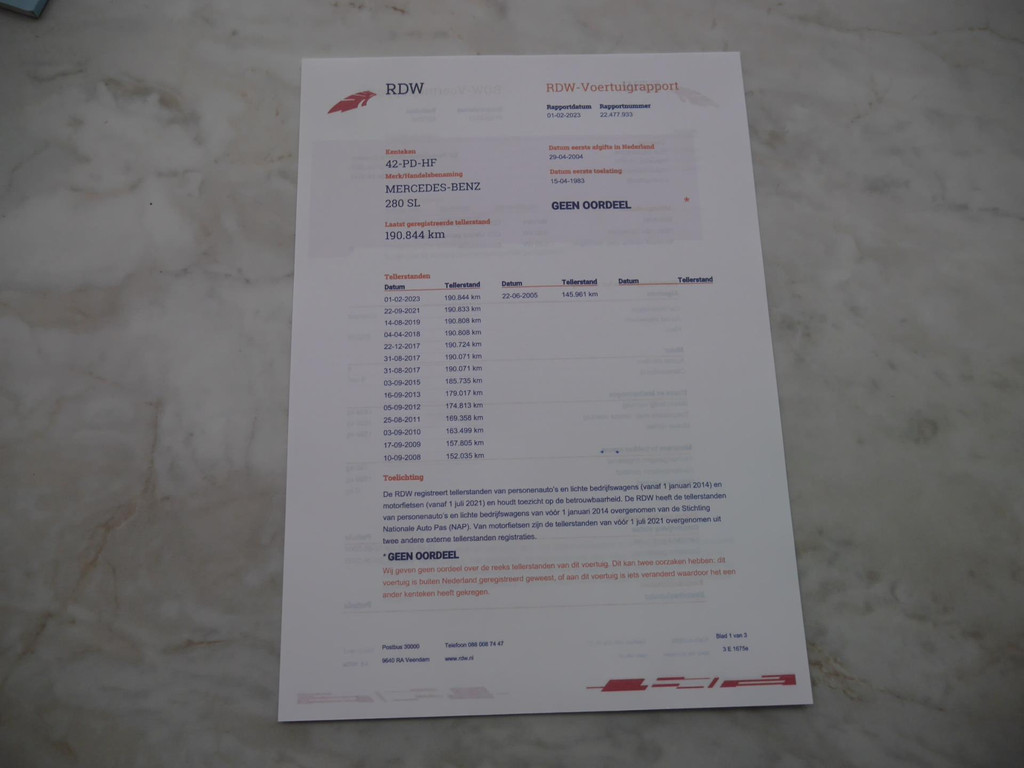 RDW
RDW-Voertuigrapport
Rapportdatum Rapportnummer
01-02-2023 22.477.933
Kenteken
42-PD-HF
Merk/Handelsbenaming
MERCEDES-BENZ
280 SL
Laatst geregistreerde tellerstand
190.844 km
Datum eerste afgifte in Nederland
29-04-2004
Datum eerste toelating
15-04-1983
GEEN OORDEEL *
Tellerstanden
Datum Tellerstand Datum Tellerstand Datum Tellerstand
01-02-2023 190.844 km 22-06-2005 145.961 km
22-09-2021 190.833 km
14-08-2019 190.808 km
04-04-2018 190.808 km
22-12-2017 190.724 km
31-08-2017 190.071 km
31-08-2017 190.071 km
03-09-2015 185.735 km
16-09-2013 179.017 km
05-09-2012 174.813 km
25-08-2011 169.358 km
03-09-2010 163.499 km
17-09-2009 157.805 km
10-09-2008 152.035 km
Toelichting
De RDW registreert tellerstanden van personenauto's en lichte bedrijfswagens (vanaf 1 januari 2014) en
motorfietsen (vanaf 1 juli 2021) en houdt toezicht op de betrouwbaarheid. De RDW heeft de tellerstanden
van personenauto's en lichte bedrijfswagens van vóór 1 januari 2014 overgenomen van de Stichting
Nationale Auto Pas (NAP). Van motorfietsen zijn de tellerstanden van vóór 1 juli 2021 overgenomen uit
twee andere externe tellerstanden registraties.
* GEEN OORDEEL
Wij geven geen oordeel over de reeks tellerstanden van dit voertuig. Dit kan twee oorzaken hebben, dit
voertuig is buiten Nederland geregistreerd geweest, of aan dit voertuig is iets veranderd waardoor het een
ander kenteken heeft gekregen.
Postbus 30000 Telefoon 088 008 74 47
9640 RA Veendam www.rdw.nl
Blad 1 van 3
3 E 1675e